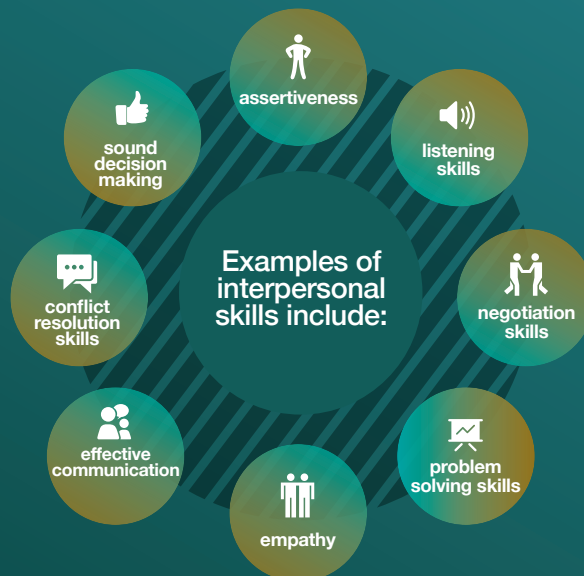 Examples of
interpersonal
skills include:
assertiveness
listening
skills
negotiation
skills
problem
solving skills
empathy
effective
communication
conflict
resolution
skills
sound
decision
making